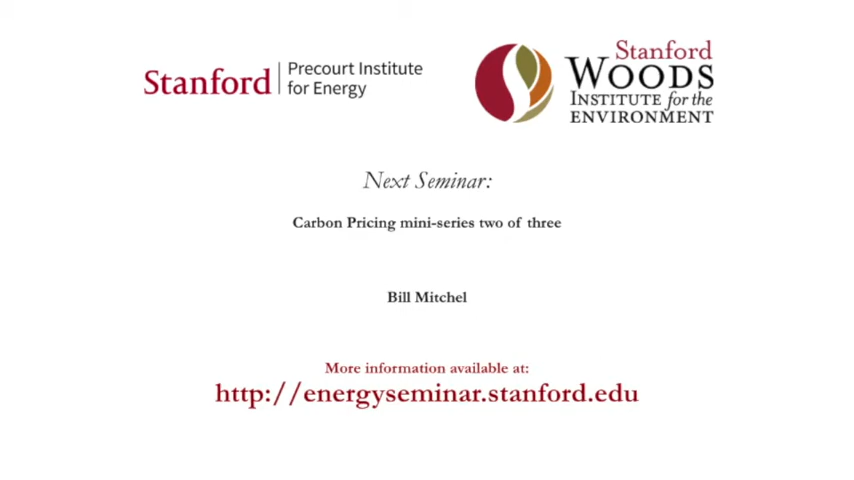 Stanford
Precourt Institute
for Energy
Stanford
WOODS
INSTITUTE for the
ENVIRONMENT
Next Seminar:
Carbon Pricing mini-series two of three
Bill Mitchel
More information available at:
http://energyseminar.stanford.edu